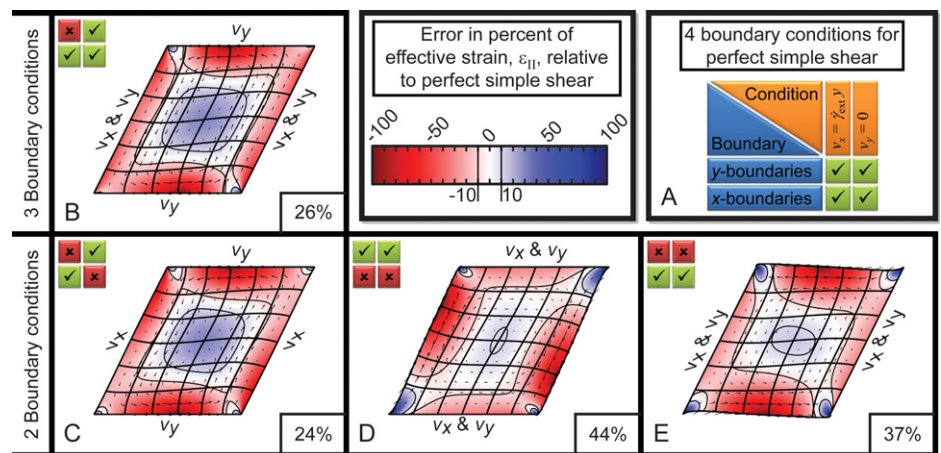 3 Boundary conditions
vy
vx & vy
vx & vy
vy
B
26%
Error in percent of
effective strain, εII, relative
to perfect simple shear
-100
-50
0
50
100
-10
10
4 boundary conditions for
perfect simple shear
Condition
Boundary
vx = γ̇ext y
vy = 0
y-boundaries
x-boundaries
A
2 Boundary conditions
vy
vx
vx
vy
C
24%
vx & vy
vx & vy
D
44%
vx & vy
vx & vy
E
37%